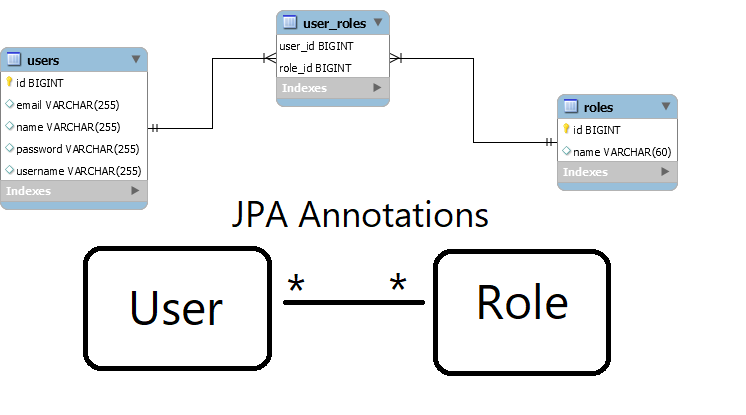 users
id BIGINT
email VARCHAR(255)
name VARCHAR(255)
password VARCHAR(255)
username VARCHAR(255)
Indexes
user_roles
user_id BIGINT
role_id BIGINT
Indexes
roles
id BIGINT
name VARCHAR(60)
Indexes
JPA Annotations
User
* *
Role